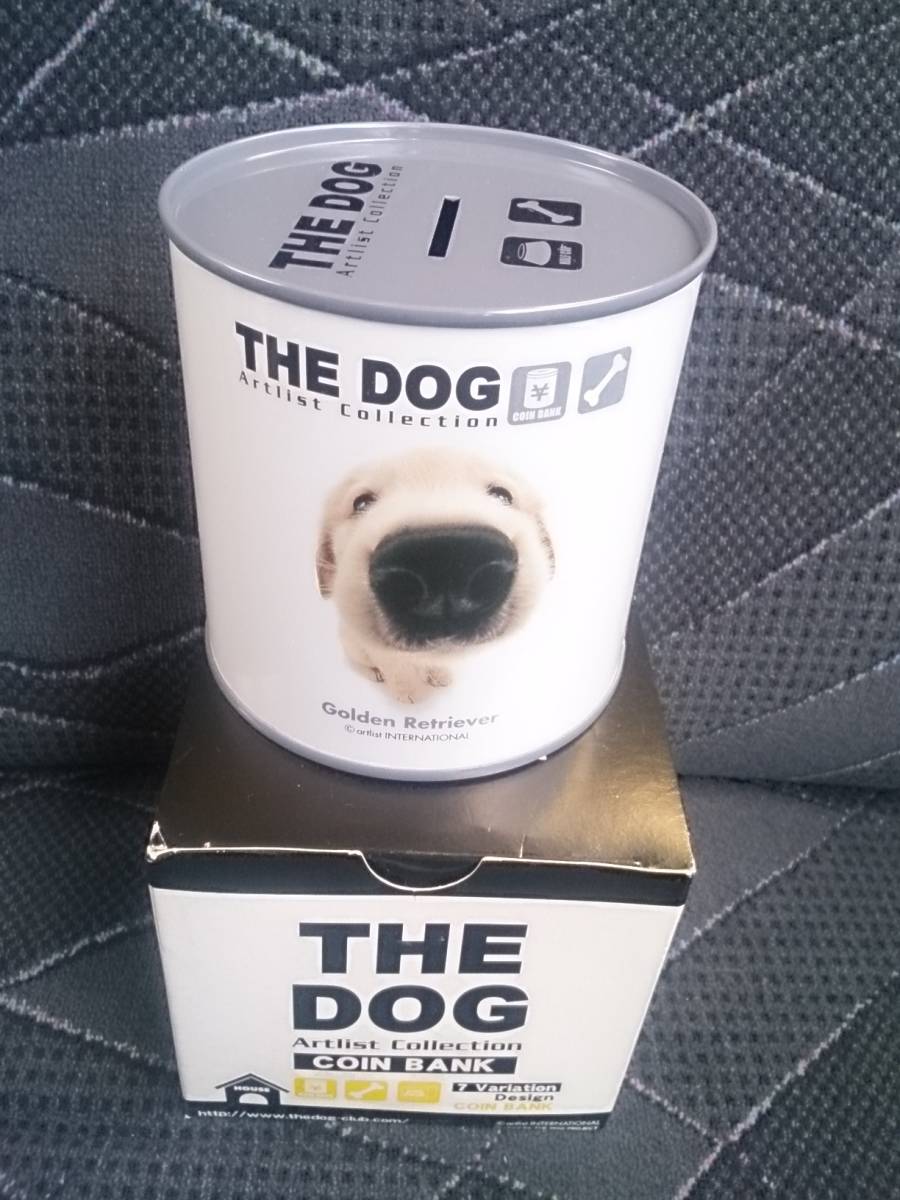 THE DOG
Artlist Collection
THE DOG
Artlist Collection
¥
COIN BANK
Golden Retriever
© artlist INTERNATIONAL
THE
DOG
Artlist Collection
COIN BANK
HOUSE
7 Variation
Design
COIN BANK
http://www.thedog-club.com/